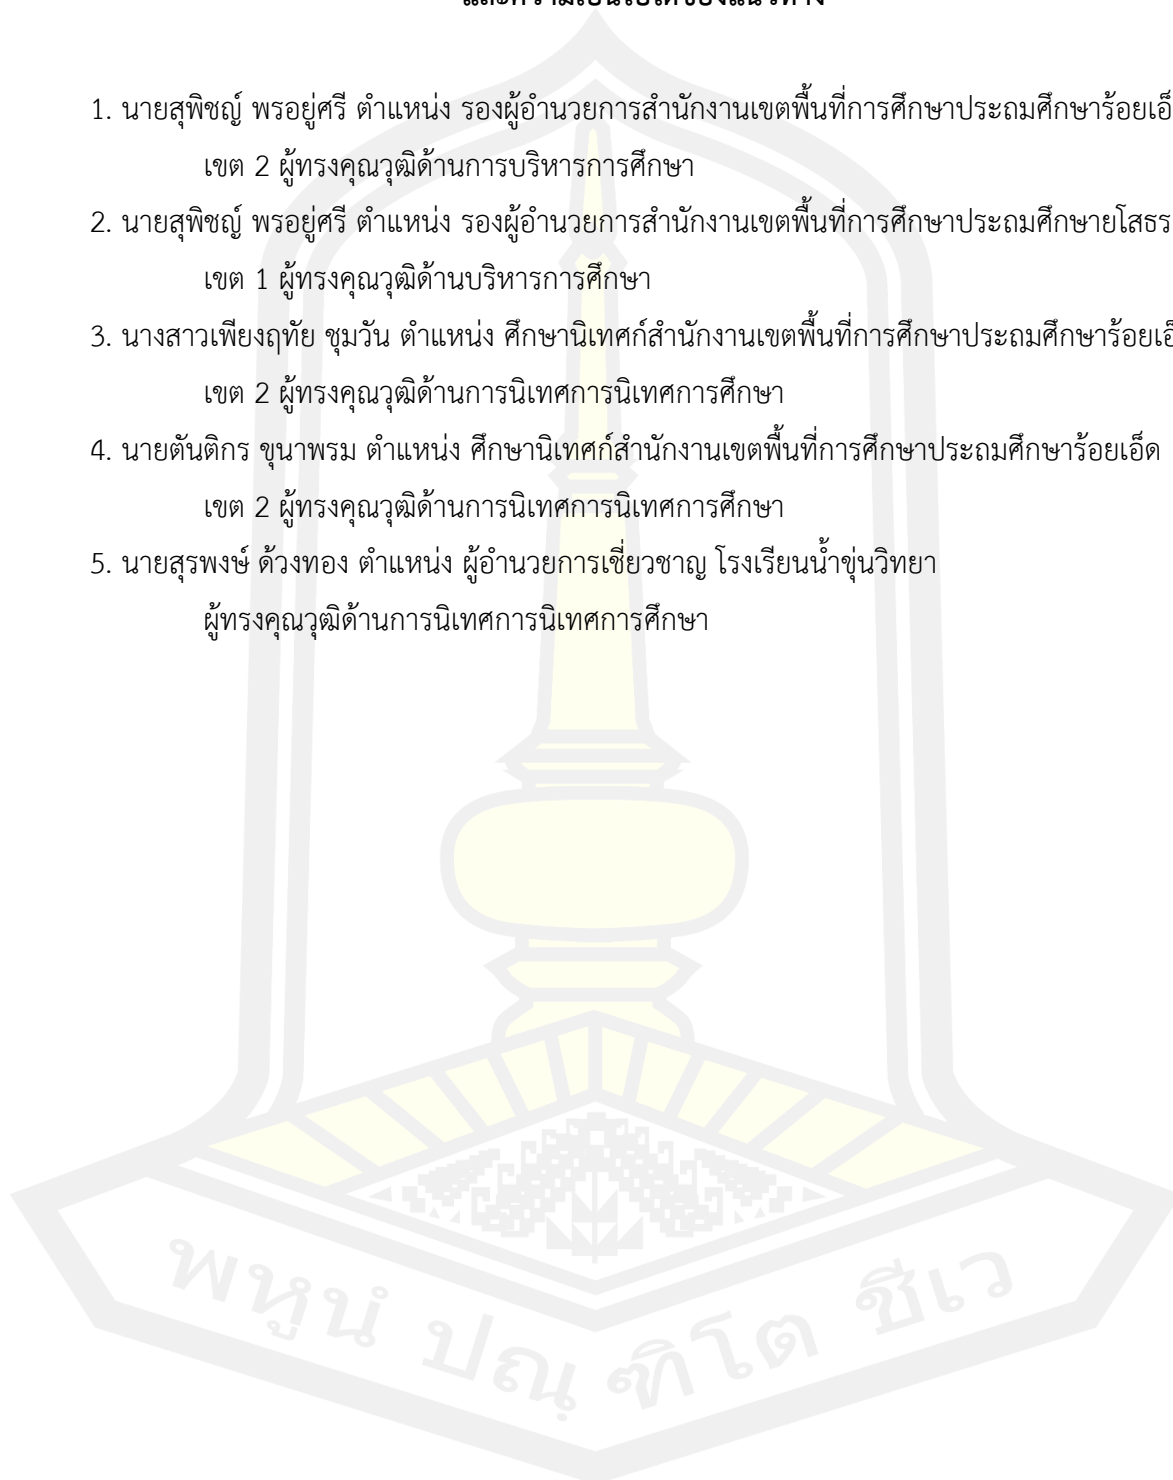 1. นายสุพิชญ์ พรอยู่ศรี ตำแหน่ง รองผู้อำนวยการสำนักงานเขตพื้นที่การศึกษาประถมศึกษาร้อยเอ็
เขต 2 ผู้ทรงคุณวุฒิด้านการบริหารการศึกษา
2. นายสุพิชญ์ พรอยู่ศรี ตำแหน่ง รองผู้อำนวยการสำนักงานเขตพื้นที่การศึกษาประถมศึกษายโสธร
เขต 1 ผู้ทรงคุณวุฒิด้านบริหารการศึกษา
3. นางสาวเพียงฤทัย ชุมวัน ตำแหน่ง ศึกษานิเทศก์สำนักงานเขตพื้นที่การศึกษาประถมศึกษาร้อยเอ็
เขต 2 ผู้ทรงคุณวุฒิด้านการนิเทศการนิเทศการศึกษา
4. นายตันติกร ขุนาพรม ตำแหน่ง ศึกษานิเทศก์สำนักงานเขตพื้นที่การศึกษาประถมศึกษาร้อยเอ็ด
เขต 2 ผู้ทรงคุณวุฒิด้านการนิเทศการนิเทศการศึกษา
5. นายสุรพงษ์ ด้วงทอง ตำแหน่ง ผู้อำนวยการเชี่ยวชาญ โรงเรียนน้ำขุ่นวิทยา
ผู้ทรงคุณวุฒิด้านการนิเทศการนิเทศการศึกษา
พหูนํ ปณฺฑิโต ชีเว